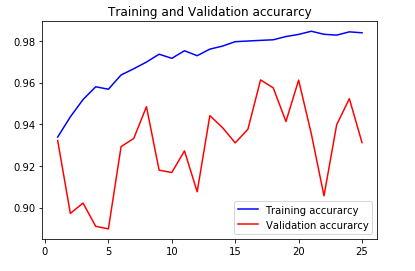 Training and Validation accurarcy
0.98
0.96
0.94
0.92
0.90
0 5 10 15 20 25
Training accurarcy
Validation accurarcy